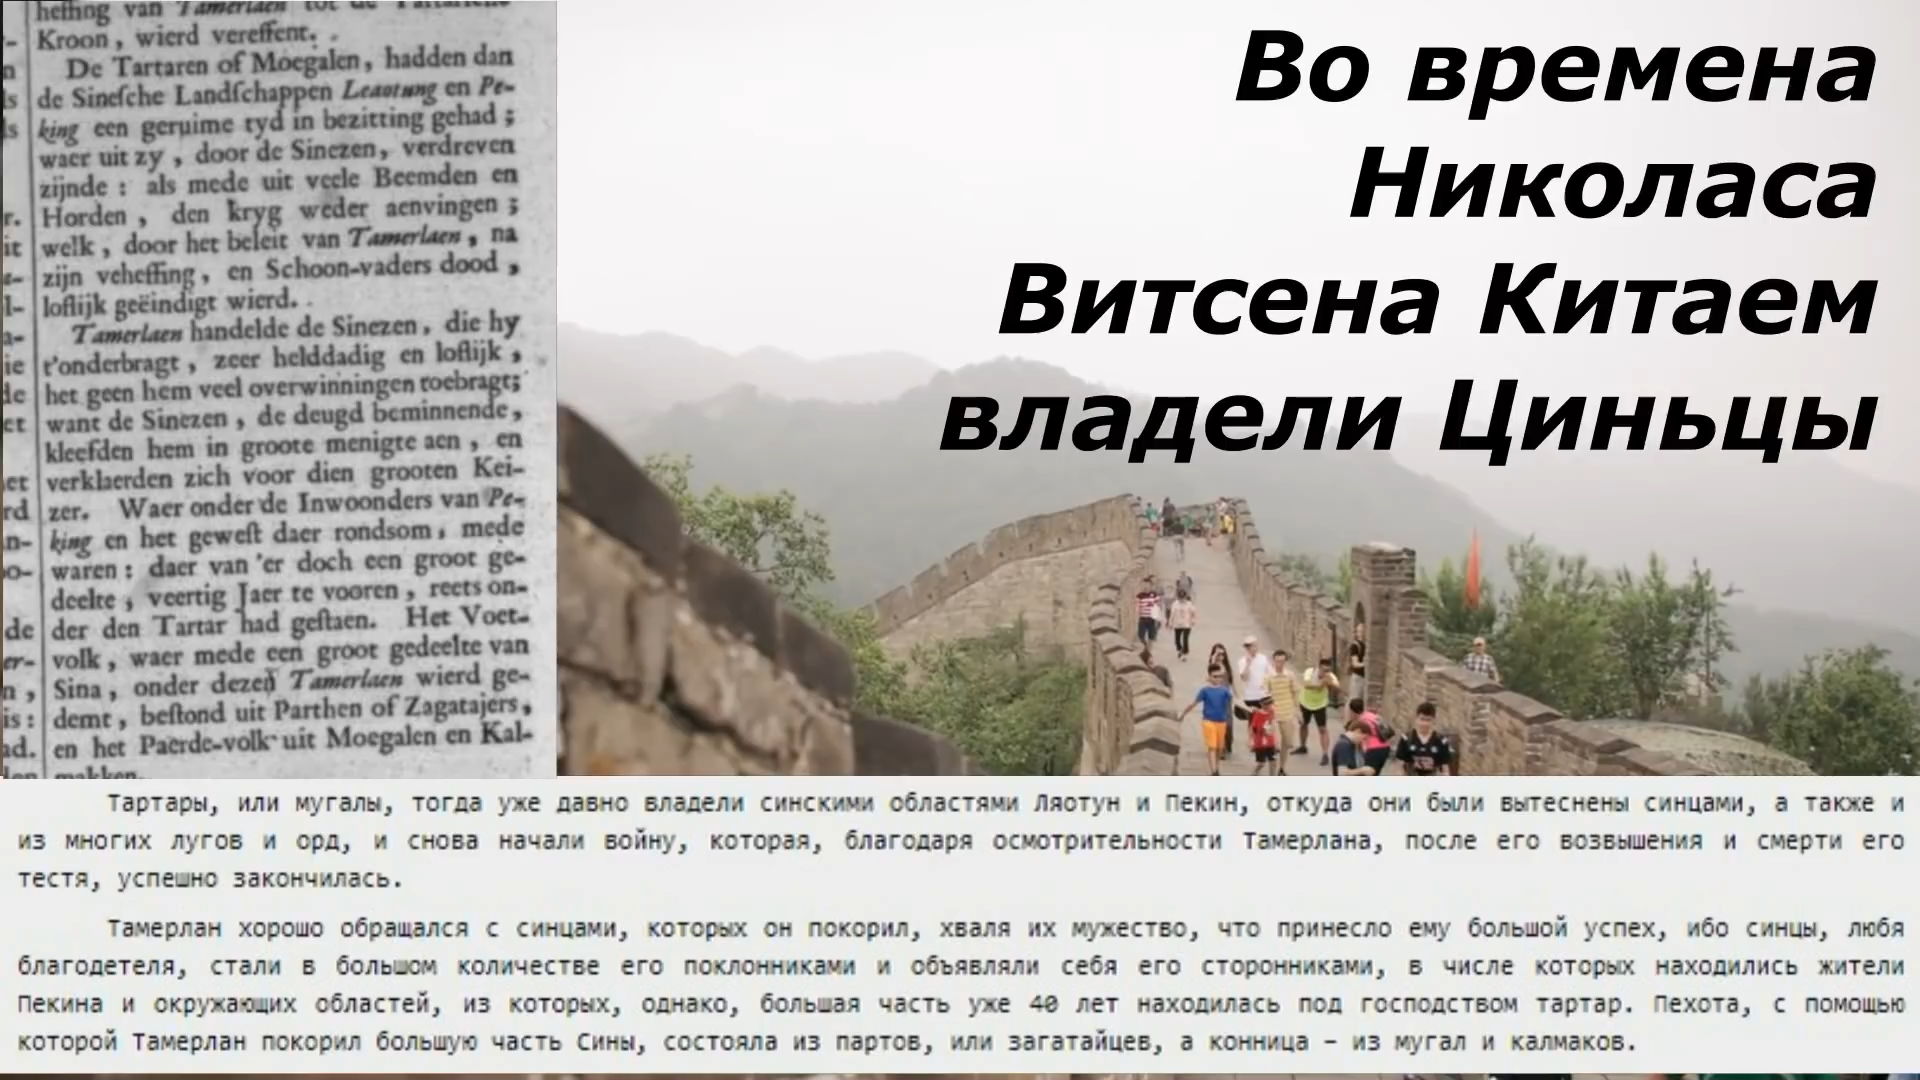 heffing van Tamerlaen tot de Tartarische
Kroon, wierd vereffent.
De Tartaren of Moegalen, hadden dan
de Sinesche Landschappen Leaotung en Pe-
king een geruime tyd in bezitting gehad;
waer uit zy, door de Sinezen, verdreven
zijnde: als mede uit veele Beemden en
Horden, den kryg weder aenvingen;
welk, door het beleit van Tamerlaen, na
zijn veheffing, en Schoon-vaders dood,
loflijk geëindigt wierd.
Tamerlaen handelde de Sinezen, die hy
t'onderbragt, zeer helddadig en loflijk,
het geen hem veel overwinningen toebragt;
want de Sinezen, de deugd beminnende,
kleefden hem in groote menigte aen, en
verklaerden zich voor dien grooten Kei-
zer. Waer onder de Inwoonders van Pe-
king en het gewest daer rondsom, mede
waren: daer van 'er doch een groot ge-
deelte, veertig Jaer te vooren, reets on-
der den Tartar had gestaen. Het Voet-
volk, waer mede een groot gedeelte van
Sina, onder dezen Tamerlaen wierd ge-
demt, bestond uit Parthen of Zagatajers,
en het Paerde-volk uit Moegalen en Kal-
makken.
Во времена
Николаса
Витсена Китаем
владели Циньцы
Тартары, или мугалы, тогда уже давно владели синскими областями Ляотун и Пекин, откуда они были вытеснены синцами, а также и
из многих лугов и орд, и снова начали войну, которая, благодаря осмотрительности Тамерлана, после его возвышения и смерти его
тестя, успешно закончилась.
Тамерлан хорошо обращался с синцами, которых он покорил, хваля их мужество, что принесло ему большой успех, ибо синцы, любя
благодетеля, стали в большом количестве его поклонниками и объявляли себя его сторонниками, в числе которых находились жители
Пекина и окружающих областей, из которых, однако, большая часть уже 40 лет находилась под господством тартар. Пехота, с помощью
которой Тамерлан покорил большую часть Сины, состояла из партов, или загатайцев, а конница – из мугал и калмаков.